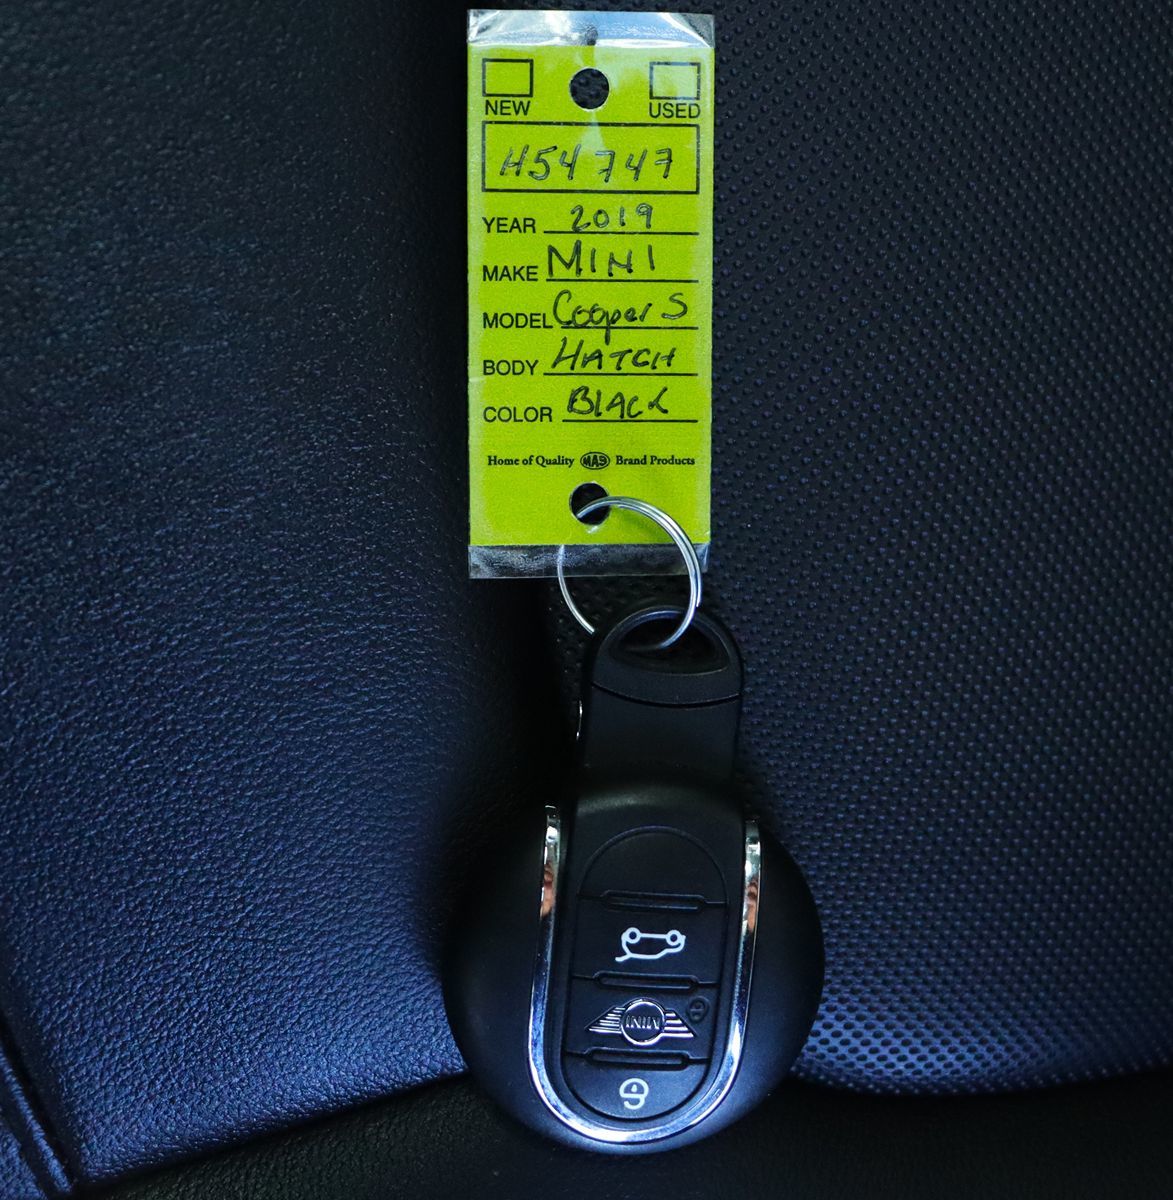 NEW USED
H54747
YEAR 2019
MAKE MINI
MODEL Cooper S
BODY HATCH
COLOR BLACK
Home of Quality MAS Brand Products
MINI